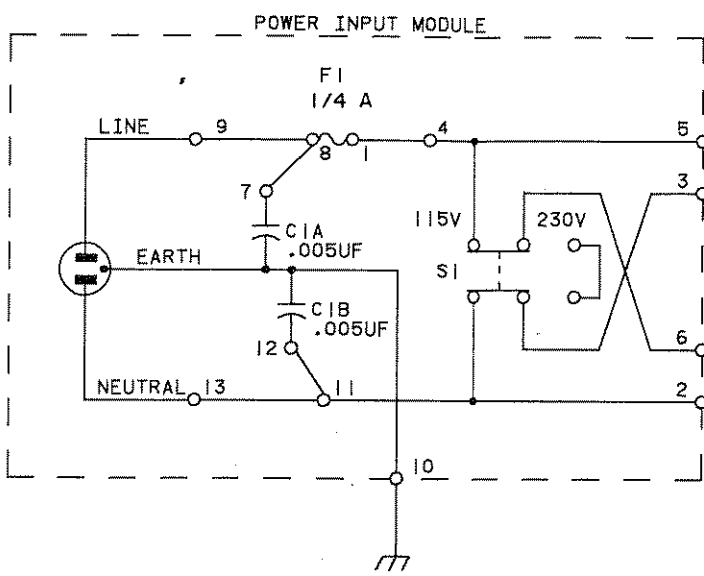 POWER INPUT MODULE
F1
1/4 A
LINE
9
8
1
4
5
7
3
C1A
.005UF
115V
230V
EARTH
S1
C1B
.005UF
12
6
NEUTRAL
13
11
2
10